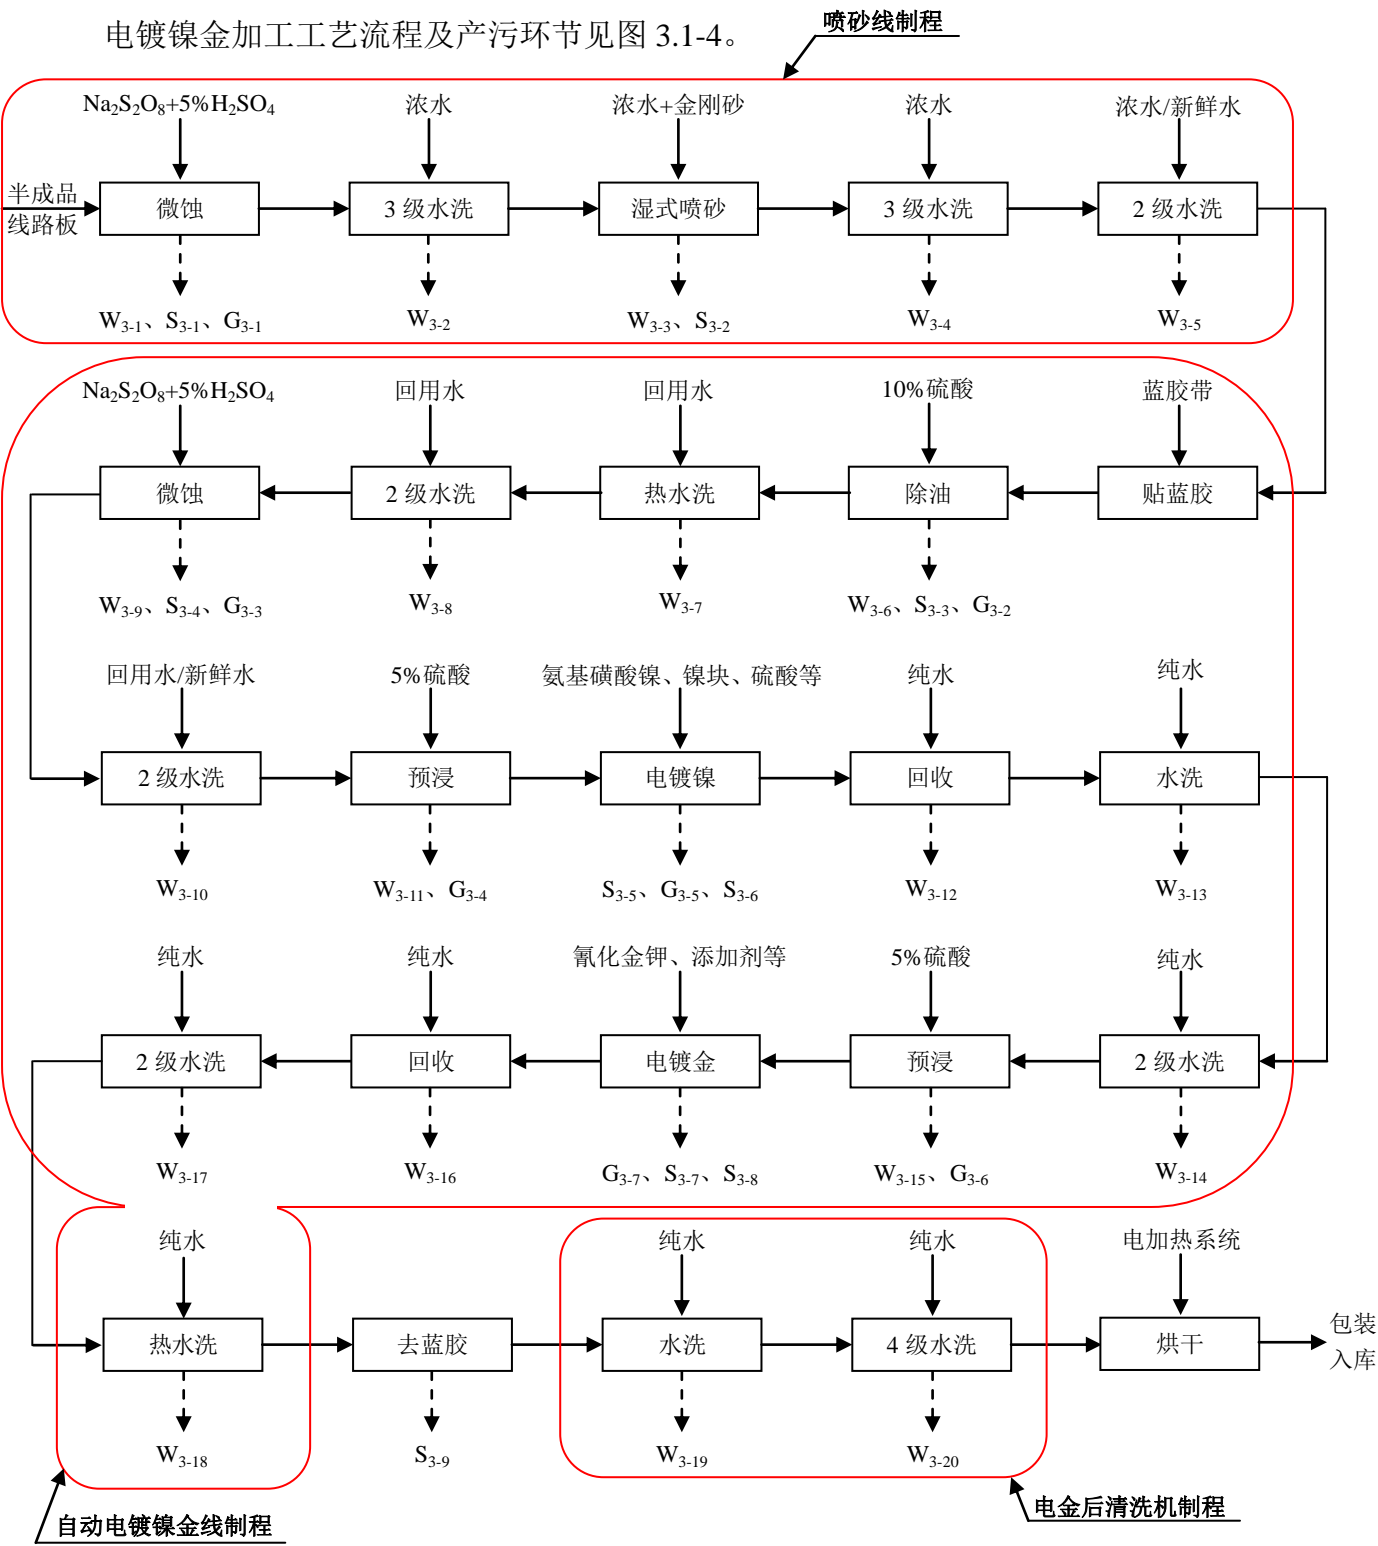 电镀镍金加工工艺流程及产污环节见图 3.1-4。
喷砂线制程
Na₂S₂O₈+5%H₂SO₄
浓水
浓水+金刚砂
浓水
浓水/新鲜水
半成品
线路板
微蚀
3 级水洗
湿式喷砂
3 级水洗
2 级水洗
W₃₋₁、S₃₋₁、G₃₋₁
W₃₋₂
W₃₋₃、S₃₋₂
W₃₋₄
W₃₋₅
Na₂S₂O₈+5%H₂SO₄
回用水
回用水
10%硫酸
蓝胶带
微蚀
2 级水洗
热水洗
除油
贴蓝胶
W₃₋₉、S₃₋₄、G₃₋₃
W₃₋₈
W₃₋₇
W₃₋₆、S₃₋₃、G₃₋₂
回用水/新鲜水
5%硫酸
氨基磺酸镍、镍块、硫酸等
纯水
纯水
2 级水洗
预浸
电镀镍
回收
水洗
W₃₋₁₀
W₃₋₁₁、G₃₋₄
S₃₋₅、G₃₋₅、S₃₋₆
W₃₋₁₂
W₃₋₁₃
纯水
纯水
氰化金钾、添加剂等
5%硫酸
纯水
2 级水洗
回收
电镀金
预浸
2 级水洗
W₃₋₁₇
W₃₋₁₆
G₃₋₇、S₃₋₇、S₃₋₈
W₃₋₁₅、G₃₋₆
W₃₋₁₄
纯水
纯水
纯水
电加热系统
热水洗
去蓝胶
水洗
4 级水洗
烘干
包装
入库
W₃₋₁₈
S₃₋₉
W₃₋₁₉
W₃₋₂₀
自动电镀镍金线制程
电金后清洗机制程